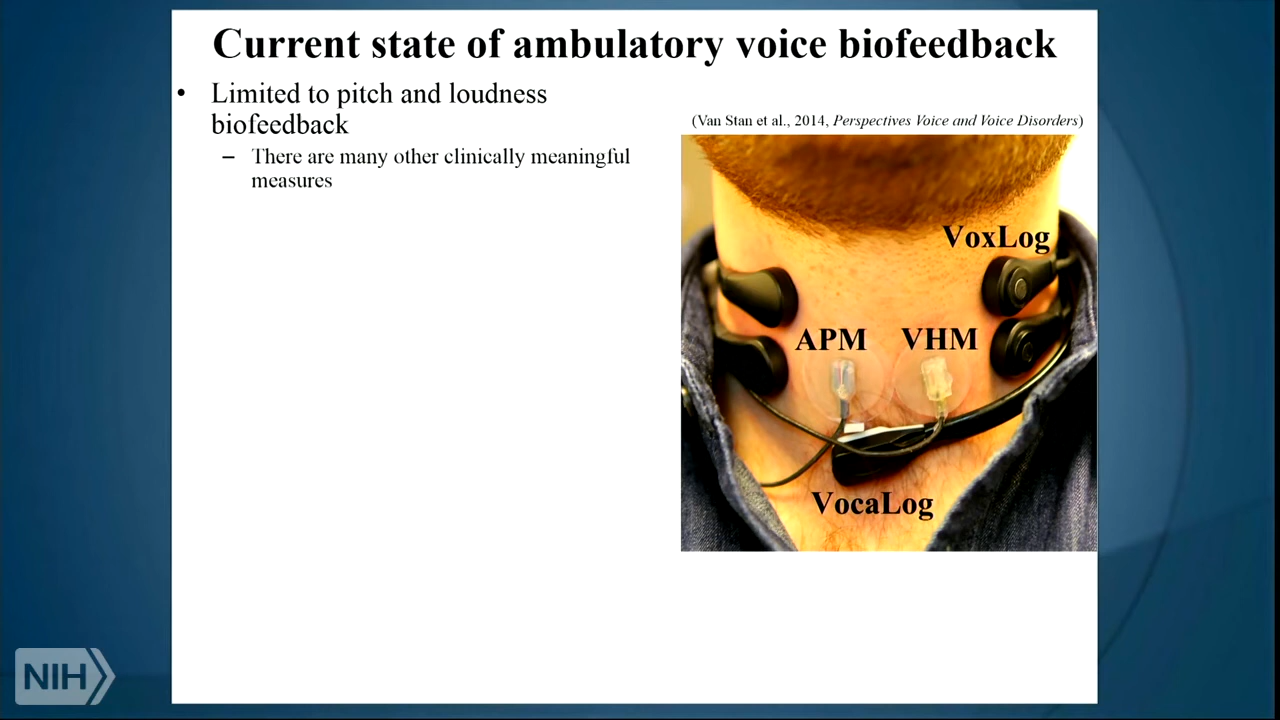 Current state of ambulatory voice biofeedback
• Limited to pitch and loudness
biofeedback
– There are many other clinically meaningful
measures
(Van Stan et al., 2014, Perspectives Voice and Voice Disorders)
VoxLog
APM VHM
VocaLog
NIH